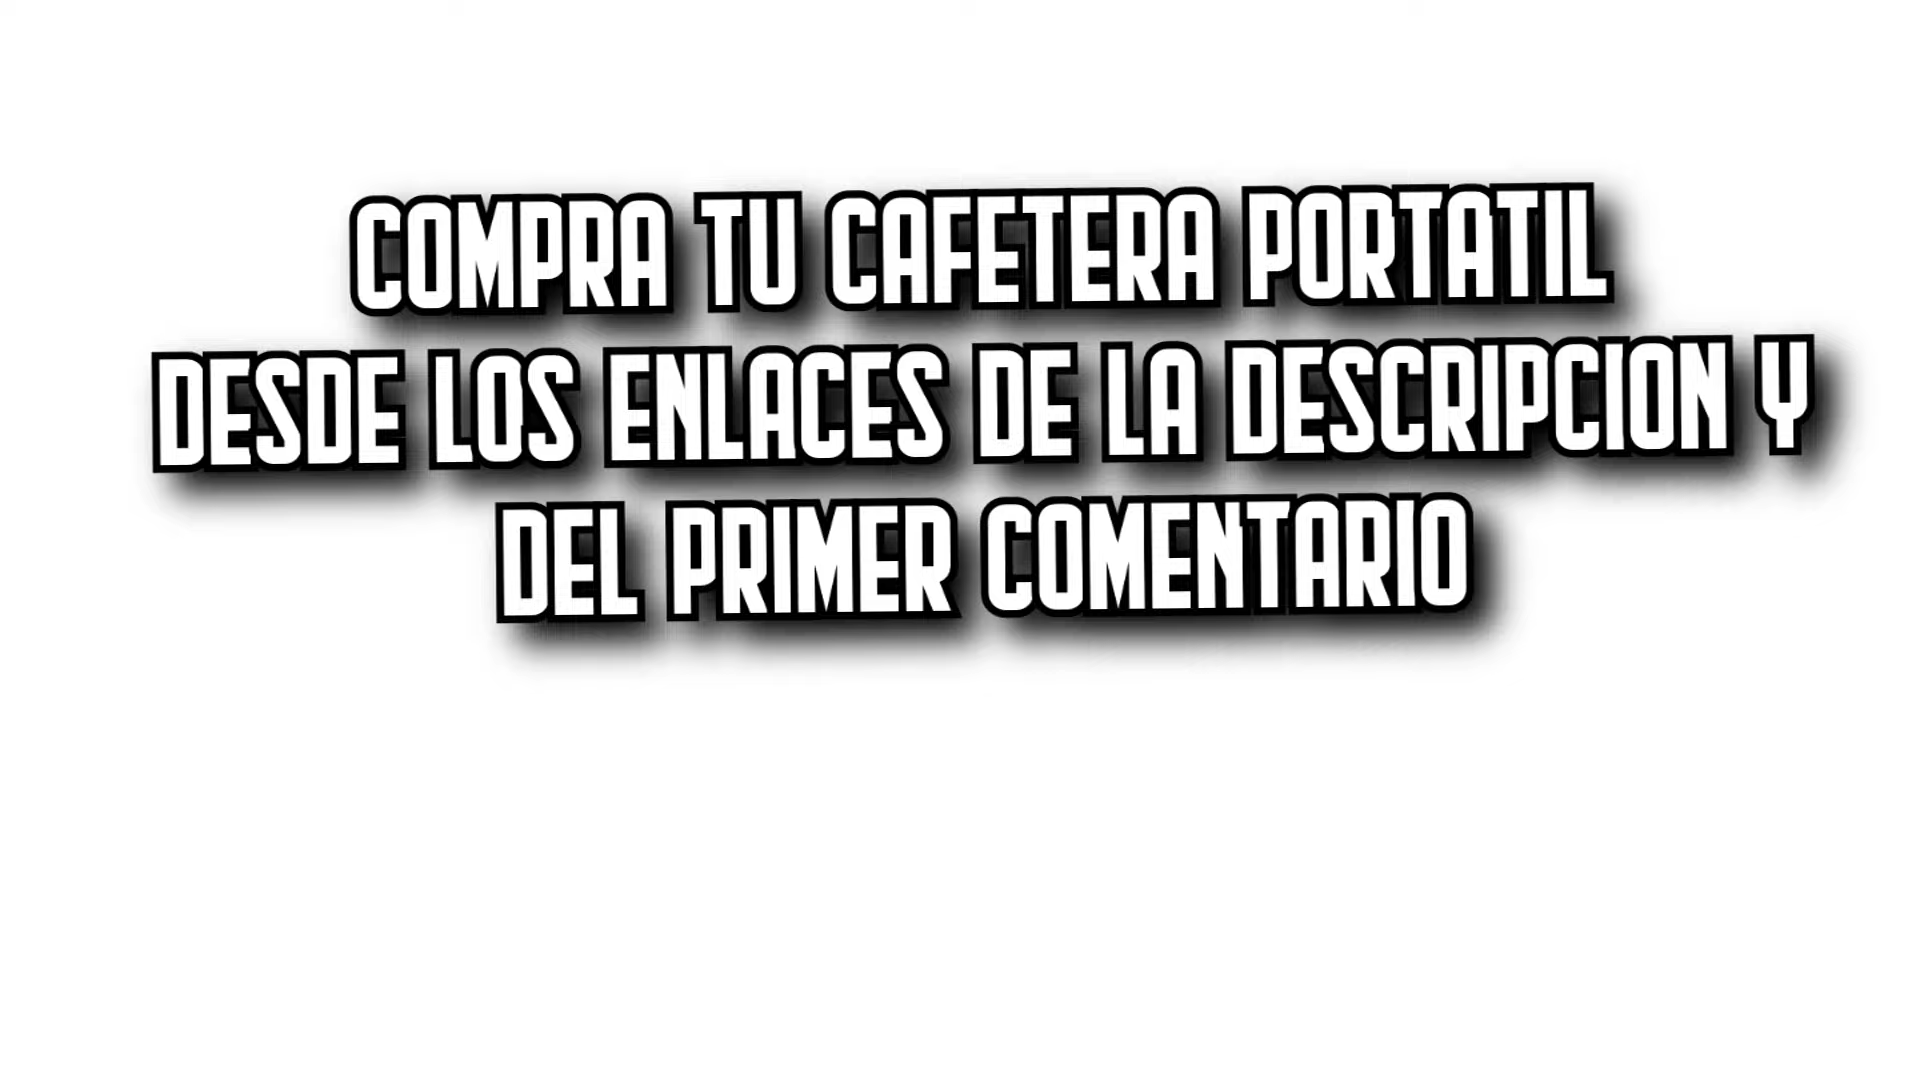 COMPRA TU CAFETERA PORTATIL
DESDE LOS ENLACES DE LA DESCRIPCION Y
DEL PRIMER COMENTARIO